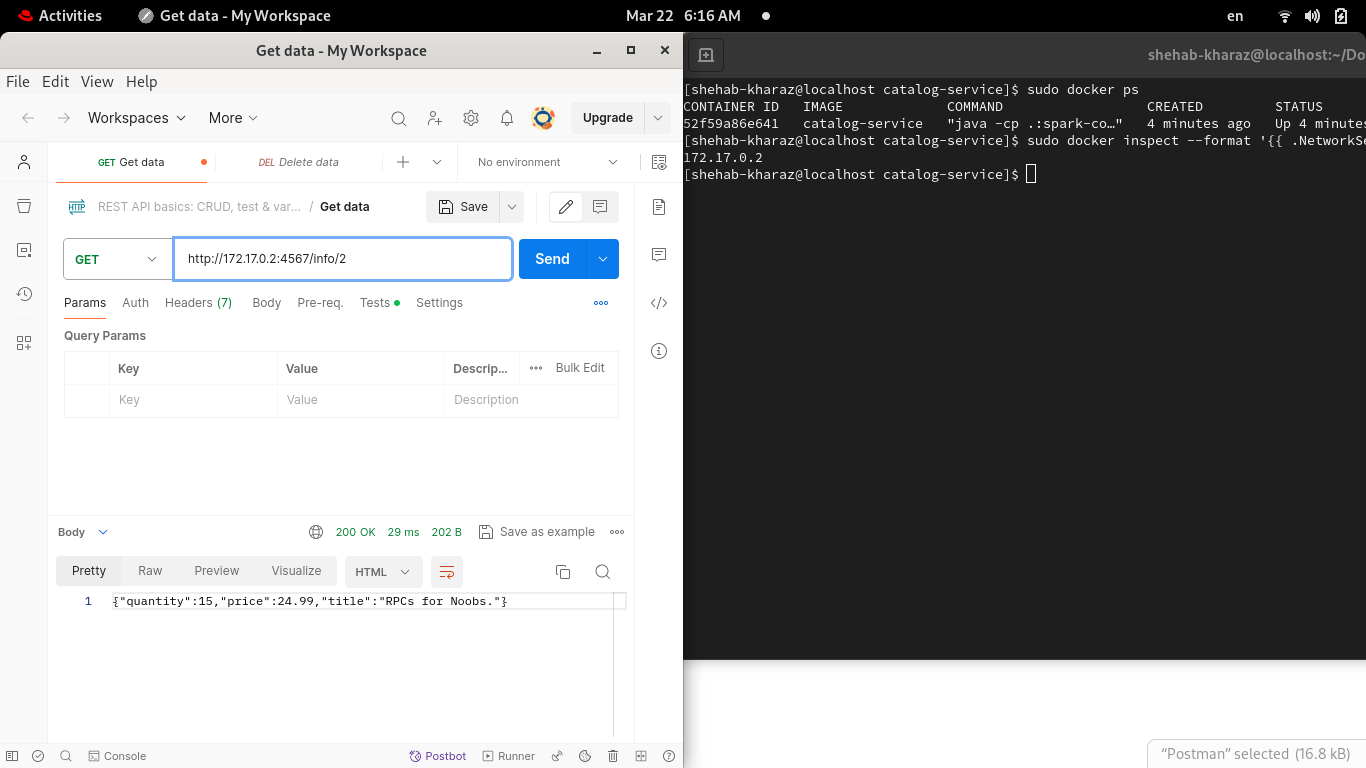 Activities Get data - My Workspace Mar 22 6:16 AM en
Get data - My Workspace
File Edit View Help
Workspaces More Upgrade
GET Get data DEL Delete data No environment
REST API basics: CRUD, test & var... / Get data Save
GET http://172.17.0.2:4567/info/2 Send
Params Auth Headers (7) Body Pre-req. Tests Settings
Query Params
Key Value Descrip... Bulk Edit
Key Value Description
Body 200 OK 29 ms 202 B Save as example
Pretty Raw Preview Visualize HTML
1 {"quantity":15,"price":24.99,"title":"RPCs for Noobs."}
Console Postbot Runner
shehab-kharaz@localhost:~/Do
[shehab-kharaz@localhost catalog-service]$ sudo docker ps
CONTAINER ID IMAGE COMMAND CREATED STATUS
52f59a86e641 catalog-service "java -cp .:spark-co…" 4 minutes ago Up 4 minutes
[shehab-kharaz@localhost catalog-service]$ sudo docker inspect --format '{{ .NetworkSe
172.17.0.2
[shehab-kharaz@localhost catalog-service]$
"Postman" selected (16.8 kB)